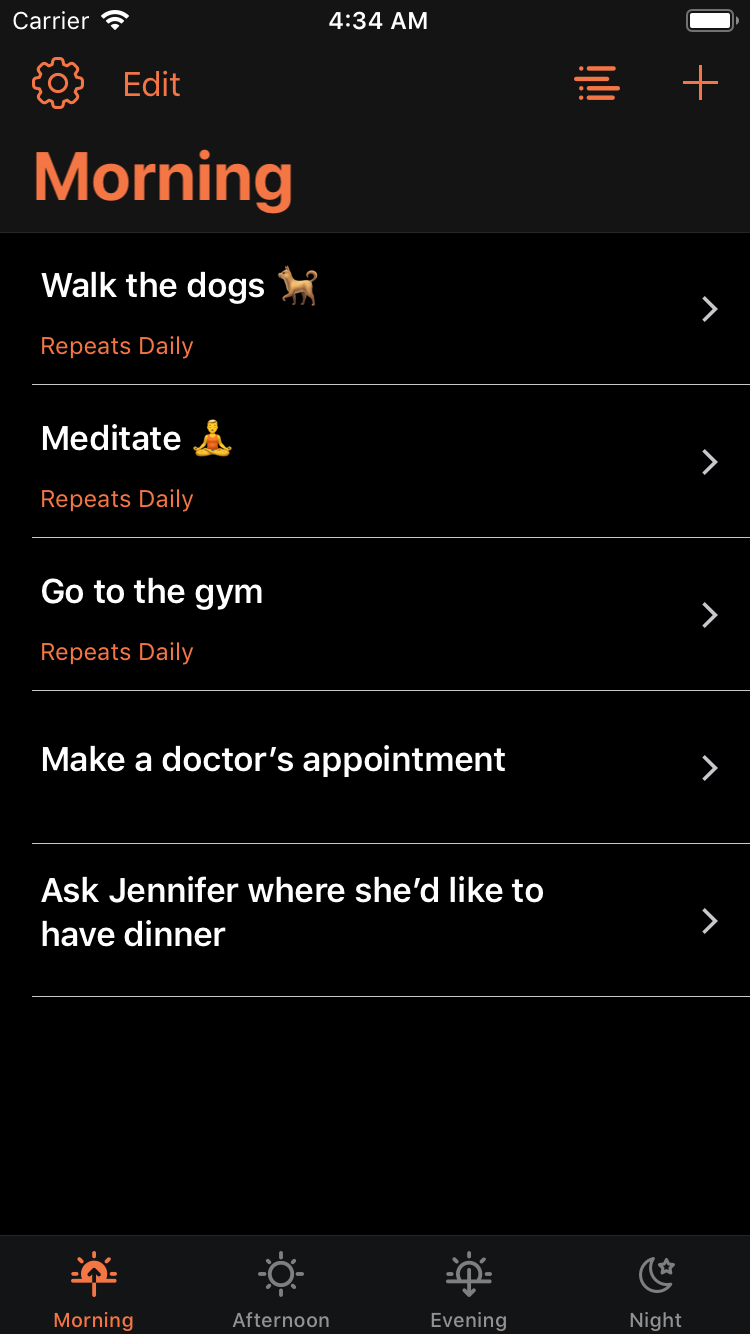 Carrier 4:34 AM
Edit
Morning
Walk the dogs 🐕
Repeats Daily
Meditate 🧘‍♂️
Repeats Daily
Go to the gym
Repeats Daily
Make a doctor’s appointment
Ask Jennifer where she’d like to
have dinner
Morning Afternoon Evening Night